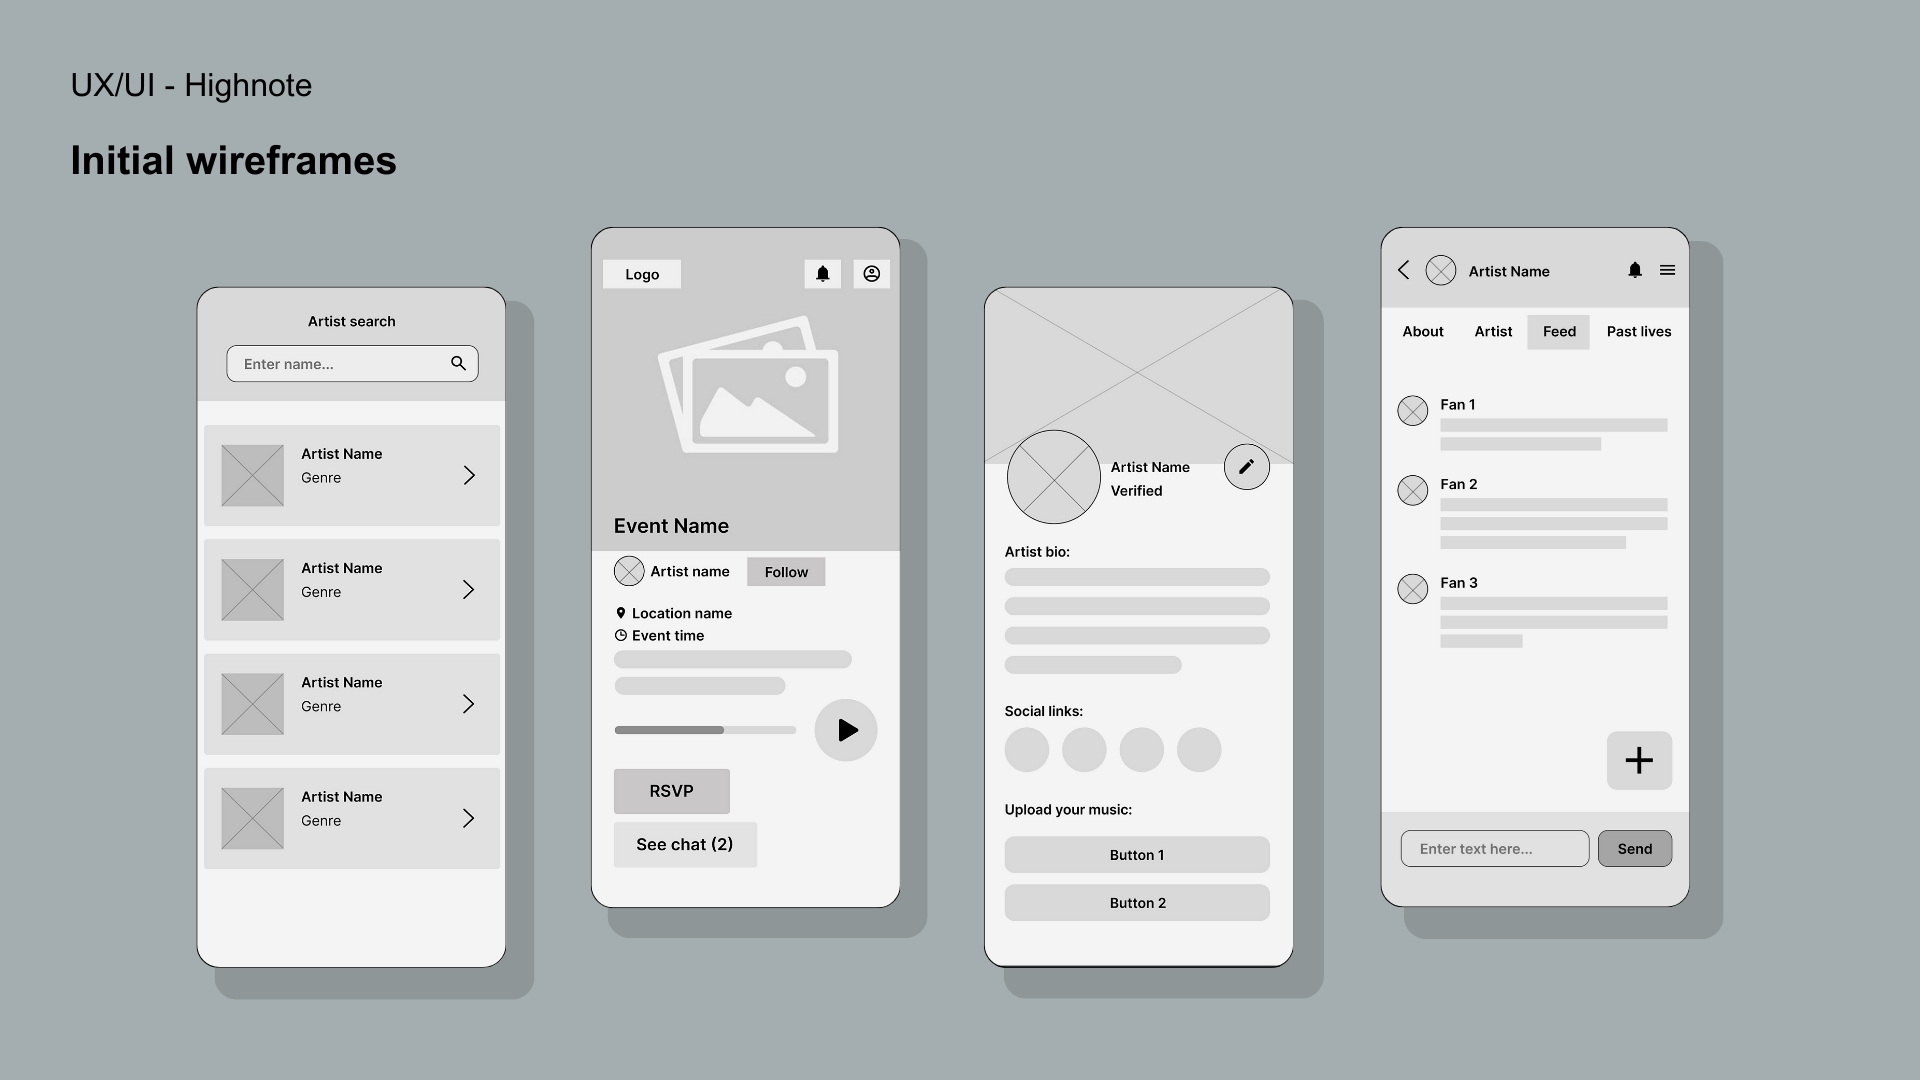 UX/UI - Highnote
Initial wireframes
Artist search
Enter name...
Artist Name
Genre
Artist Name
Genre
Artist Name
Genre
Artist Name
Genre
Logo
Event Name
Artist name
Follow
Location name
Event time
RSVP
See chat (2)
Artist Name
Verified
Artist bio:
Social links:
Upload your music:
Button 1
Button 2
Artist Name
About Artist Feed Past lives
Fan 1
Fan 2
Fan 3
Enter text here...
Send